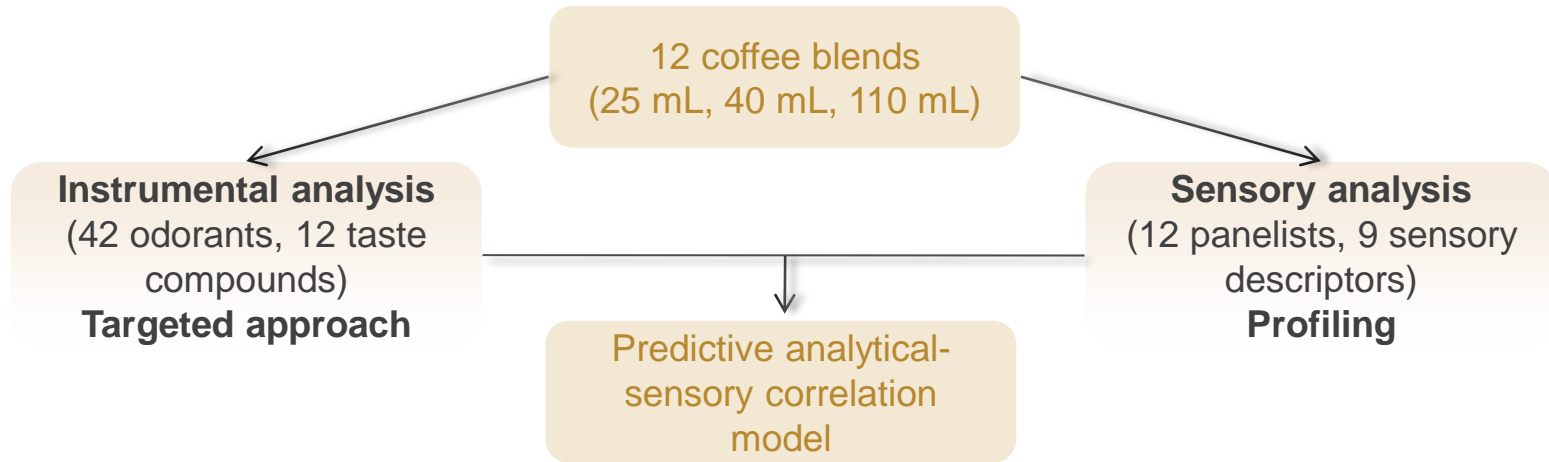 12 coffee blends
(25 mL, 40 mL, 110 mL)
Instrumental analysis
(42 odorants, 12 taste
compounds)
Targeted approach
Sensory analysis
(12 panelists, 9 sensory
descriptors)
Profiling
Predictive analytical-
sensory correlation
model